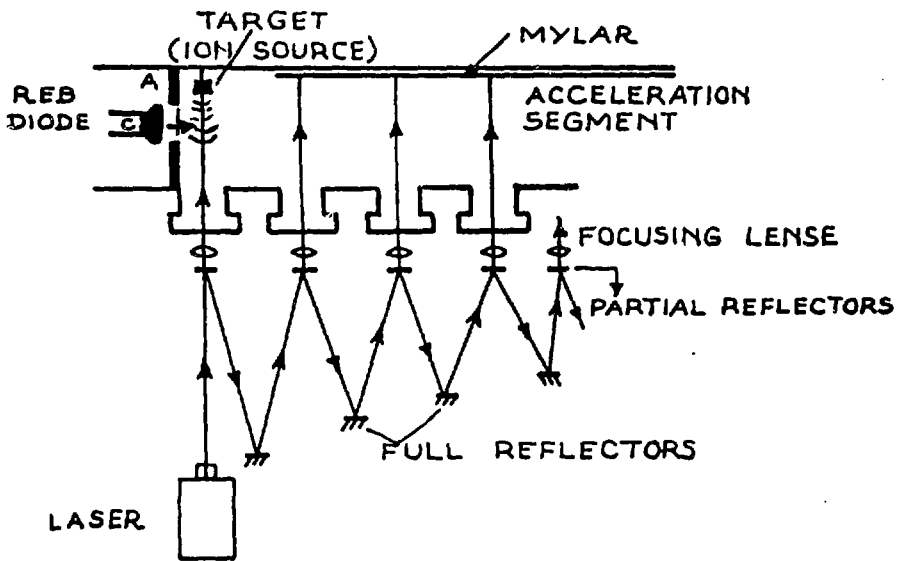 TARGET
(ION SOURCE)
MYLAR
A
REB
DIODE
C
ACCELERATION
SEGMENT
FOCUSING LENSE
PARTIAL REFLECTORS
FULL REFLECTORS
LASER